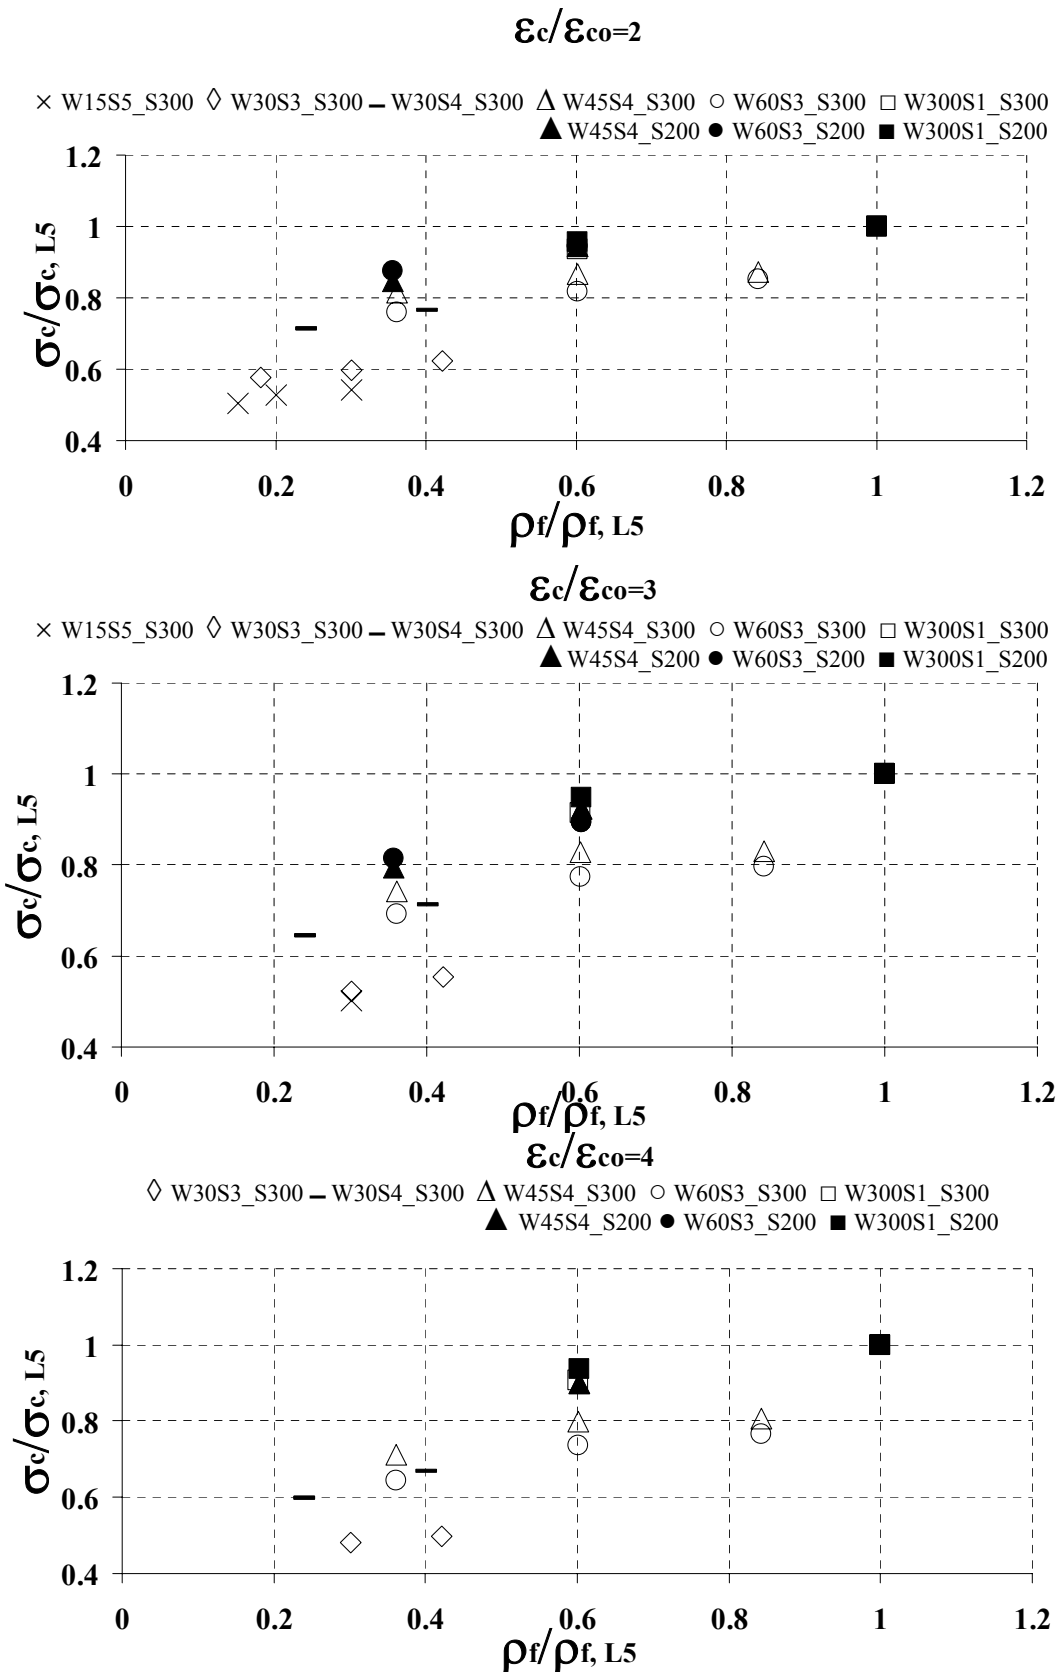 εc/εco=2
× W15S5_S300 ◇ W30S3_S300 – W30S4_S300 △ W45S4_S300 ○ W60S3_S300 □ W300S1_S300
▲ W45S4_S200 ● W60S3_S200 ■ W300S1_S200
1.2
1
0.8
0.6
0.4
σc/σc, L5
0 0.2 0.4 0.6 0.8 1 1.2
ρf/ρf, L5
εc/εco=3
× W15S5_S300 ◇ W30S3_S300 – W30S4_S300 △ W45S4_S300 ○ W60S3_S300 □ W300S1_S300
▲ W45S4_S200 ● W60S3_S200 ■ W300S1_S200
1.2
1
0.8
0.6
0.4
σc/σc, L5
0 0.2 0.4 0.6 0.8 1 1.2
ρf/ρf, L5
εc/εco=4
◇ W30S3_S300 – W30S4_S300 △ W45S4_S300 ○ W60S3_S300 □ W300S1_S300
▲ W45S4_S200 ● W60S3_S200 ■ W300S1_S200
1.2
1
0.8
0.6
0.4
σc/σc, L5
0 0.2 0.4 0.6 0.8 1 1.2
ρf/ρf, L5